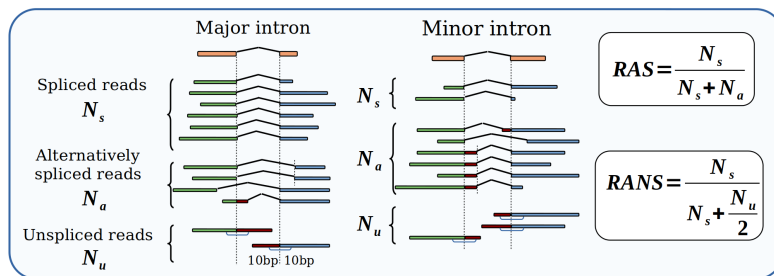 Major intron
Minor intron
Spliced reads
N_s
Alternatively
spliced reads
N_a
Unspliced reads
N_u
10bp 10bp
N_s
N_a
N_u
RAS = N_s / (N_s + N_a)
RANS = N_s / (N_s + N_u / 2)